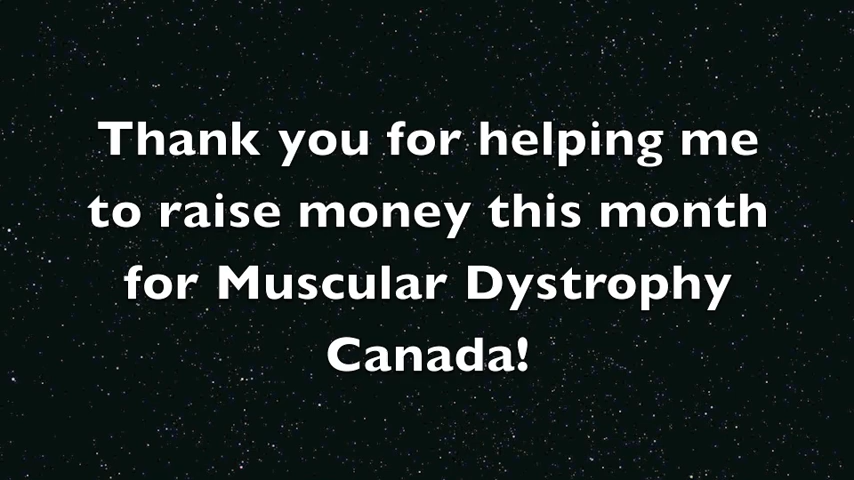 Thank you for helping me
to raise money this month
for Muscular Dystrophy
Canada!